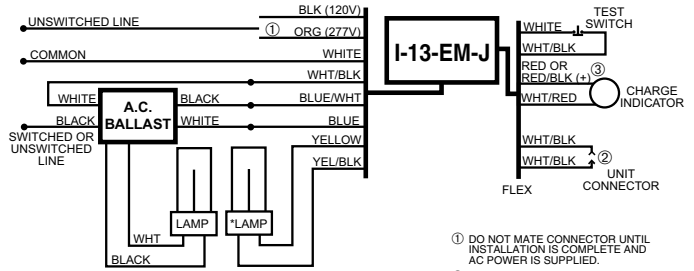 BLK (120V)
UNSWITCHED LINE
① ORG (277V)
COMMON
WHITE
WHT/BLK
WHITE
A.C.
BALLAST
BLACK
BLUE/WHT
BLACK
WHITE
BLUE
SWITCHED OR
UNSWITCHED
LINE
YELLOW
YEL/BLK
LAMP
*LAMP
WHT
BLACK
I-13-EM-J
TEST
SWITCH
WHITE
WHT/BLK
RED OR
RED/BLK (+) ③
CHARGE
INDICATOR
WHT/RED
WHT/BLK
②
WHT/BLK
UNIT
CONNECTOR
FLEX
① DO NOT MATE CONNECTOR UNTIL
INSTALLATION IS COMPLETE AND
AC POWER IS SUPPLIED.